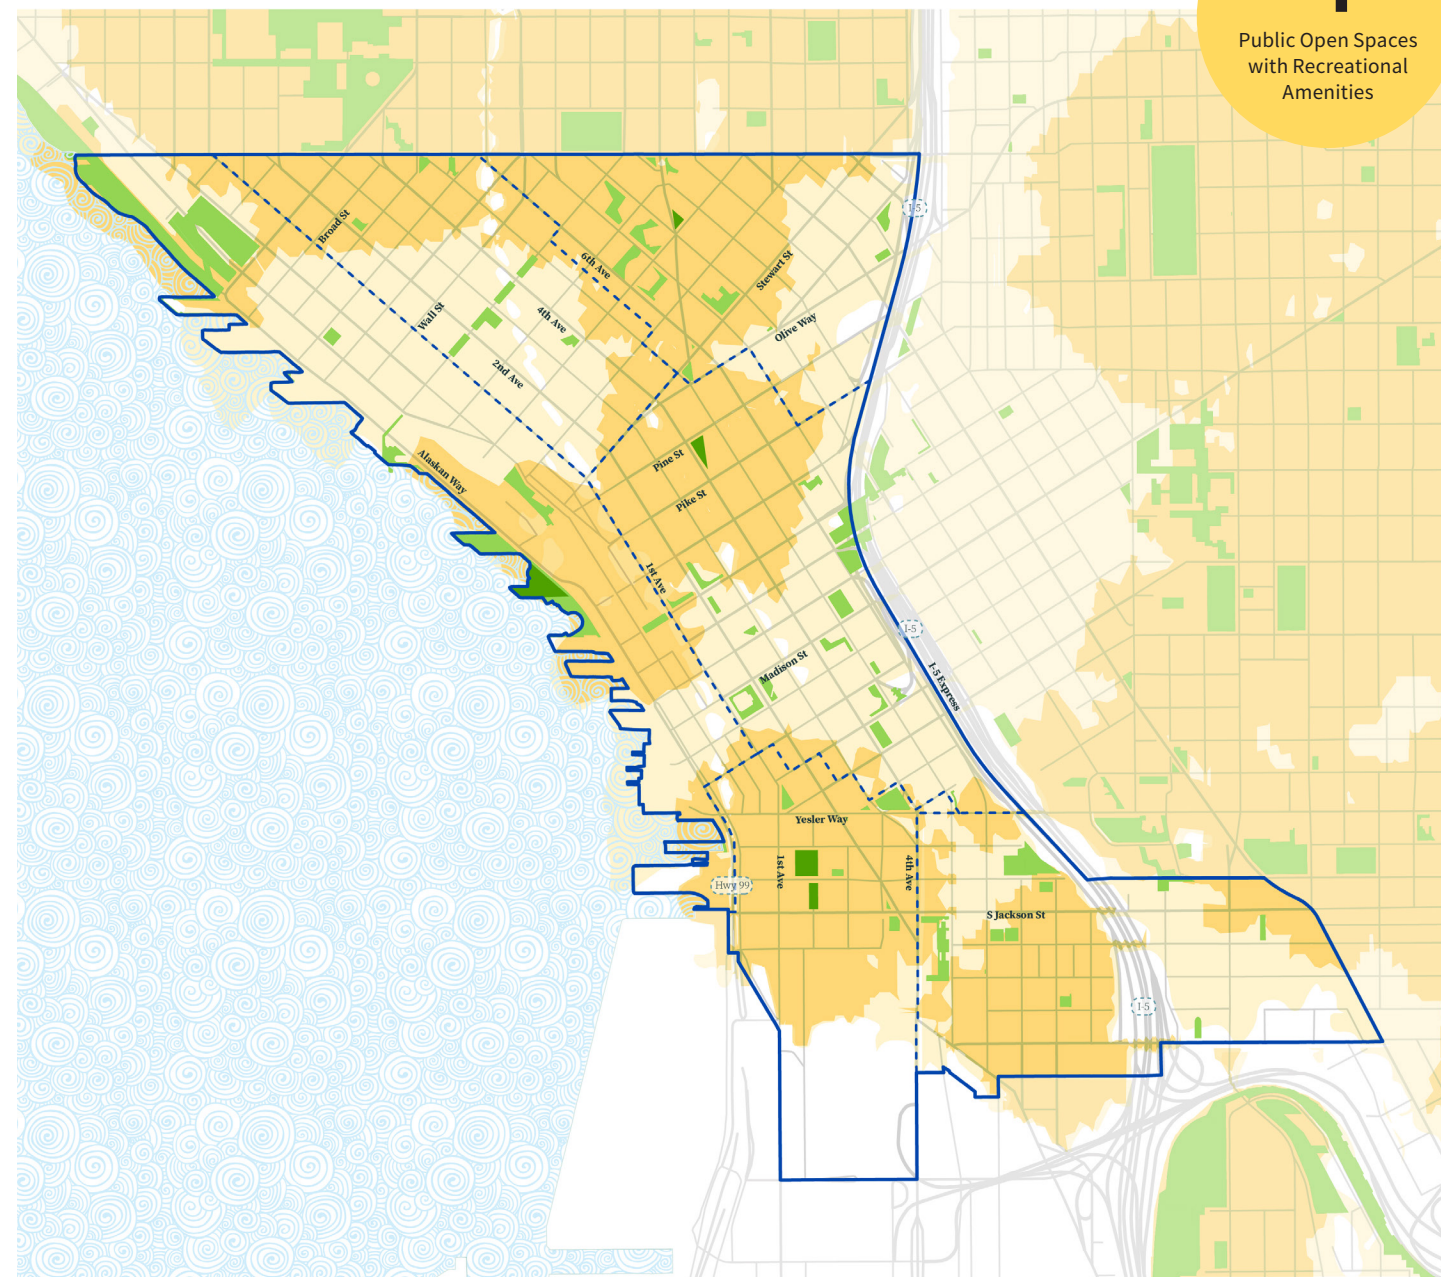 Public Open Spaces
with Recreational
Amenities
I-5
Broad St
6th Ave
Stewart St
Wall St
4th Ave
Olive Way
2nd Ave
Alaskan Way
Pine St
Pike St
1st Ave
I-5
Madison St
I-5 Express
Yesler Way
1st Ave
4th Ave
Hwy 99
S Jackson St
I-5